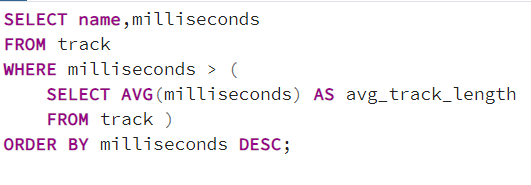 SELECT name,milliseconds
FROM track
WHERE milliseconds > (
    SELECT AVG(milliseconds) AS avg_track_length
    FROM track )
ORDER BY milliseconds DESC;